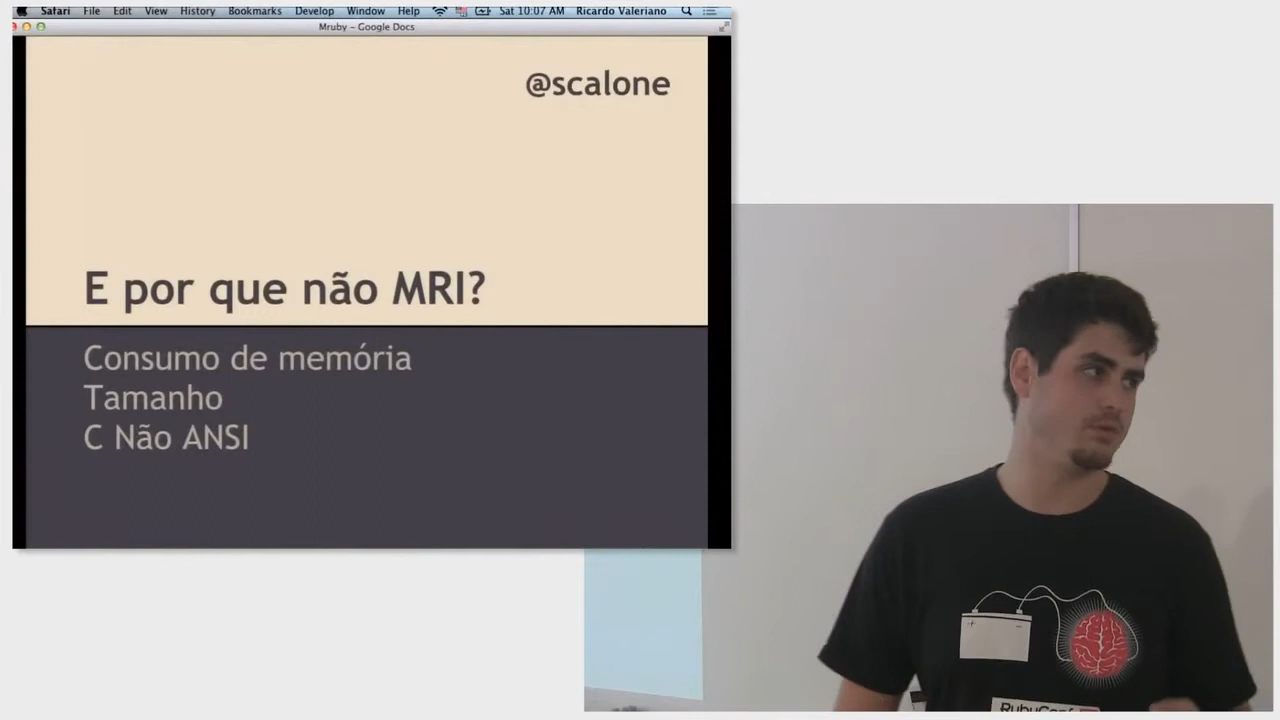 Safari File Edit View History Bookmarks Develop Window Help Sat 10:07 AM Ricardo Valeriano
Mruby – Google Docs
@scalone
E por que não MRI?
Consumo de memória
Tamanho
C Não ANSI
+ -
RubyConf